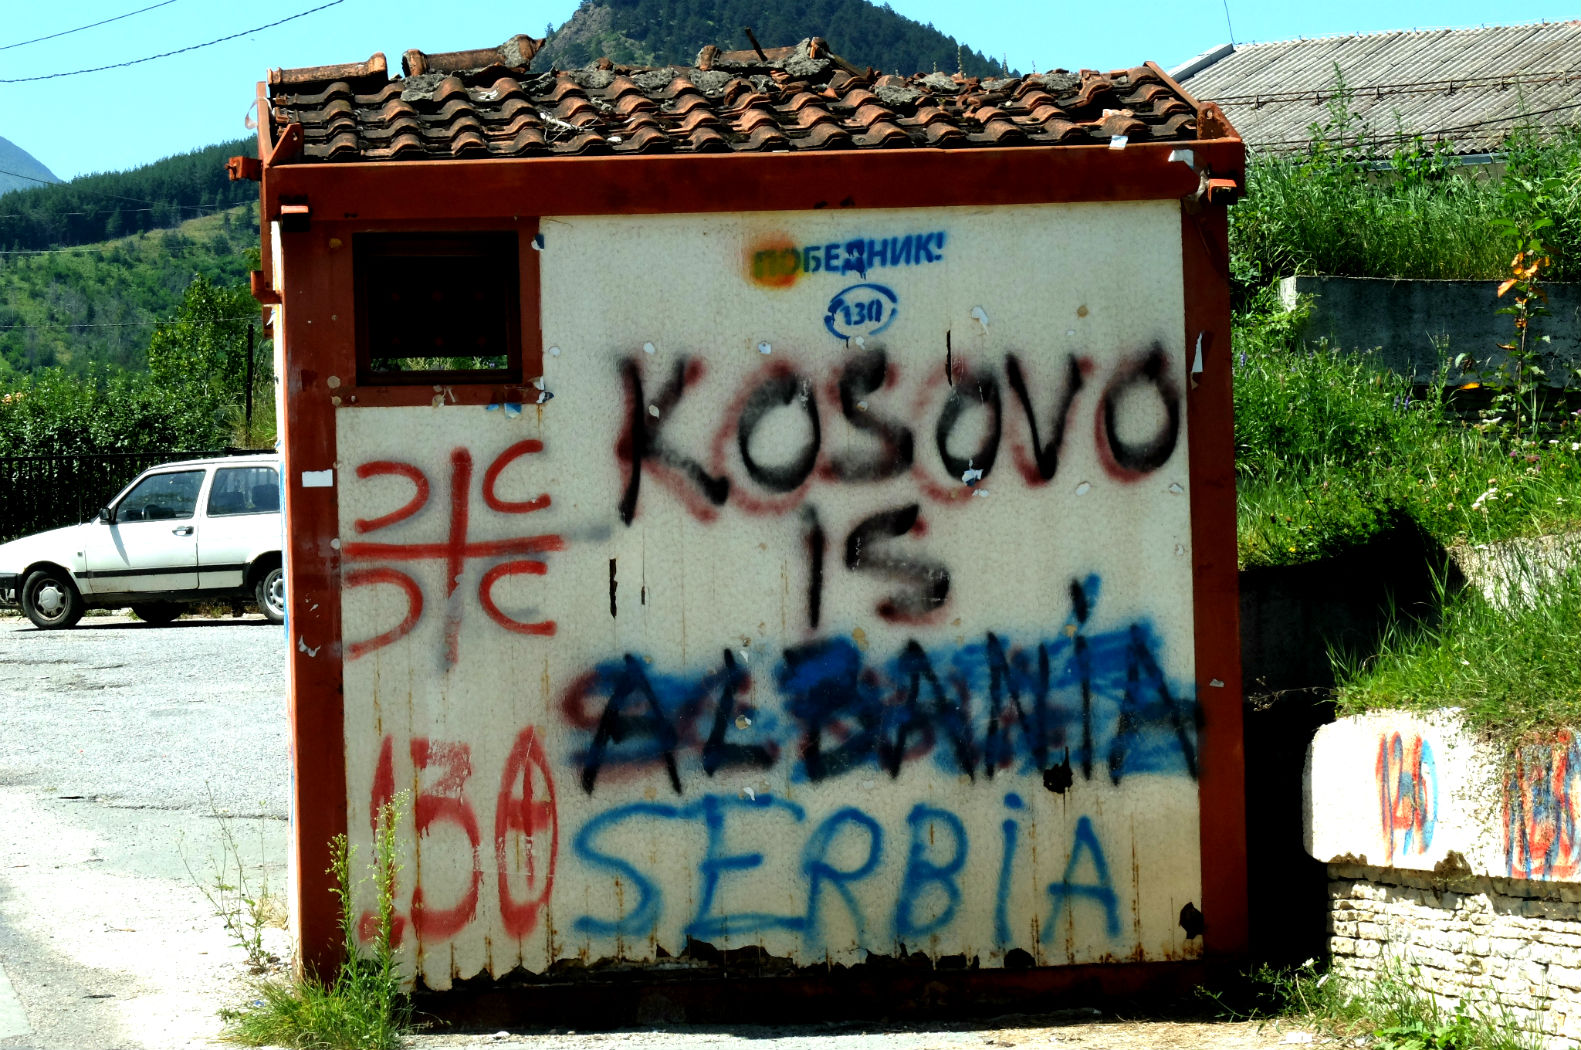 ПОБЕДНИК!
130
KOSOVO
IS
ALBANIA
SERBIA
130